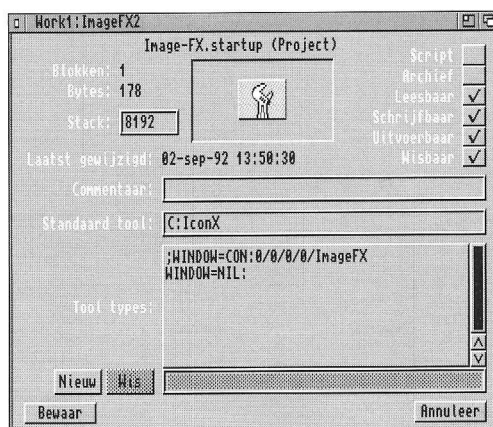 Work1:ImageFX2
Image-FX.startup (Project)
Blokken: 1
Bytes: 178
Stack: 8192
Script
Archief
Leesbaar
Schrijfbaar
Uitvoerbaar
Wisbaar
Laatst gewijzigd: 02-sep-92 13:50:30
Commentaar:
Standaard tool: C:IconX
Tool types:
;WINDOW=CON:0/0/0/0/ImageFX
WINDOW=NIL:
Nieuw
Wis
Bewaar
Annuleer